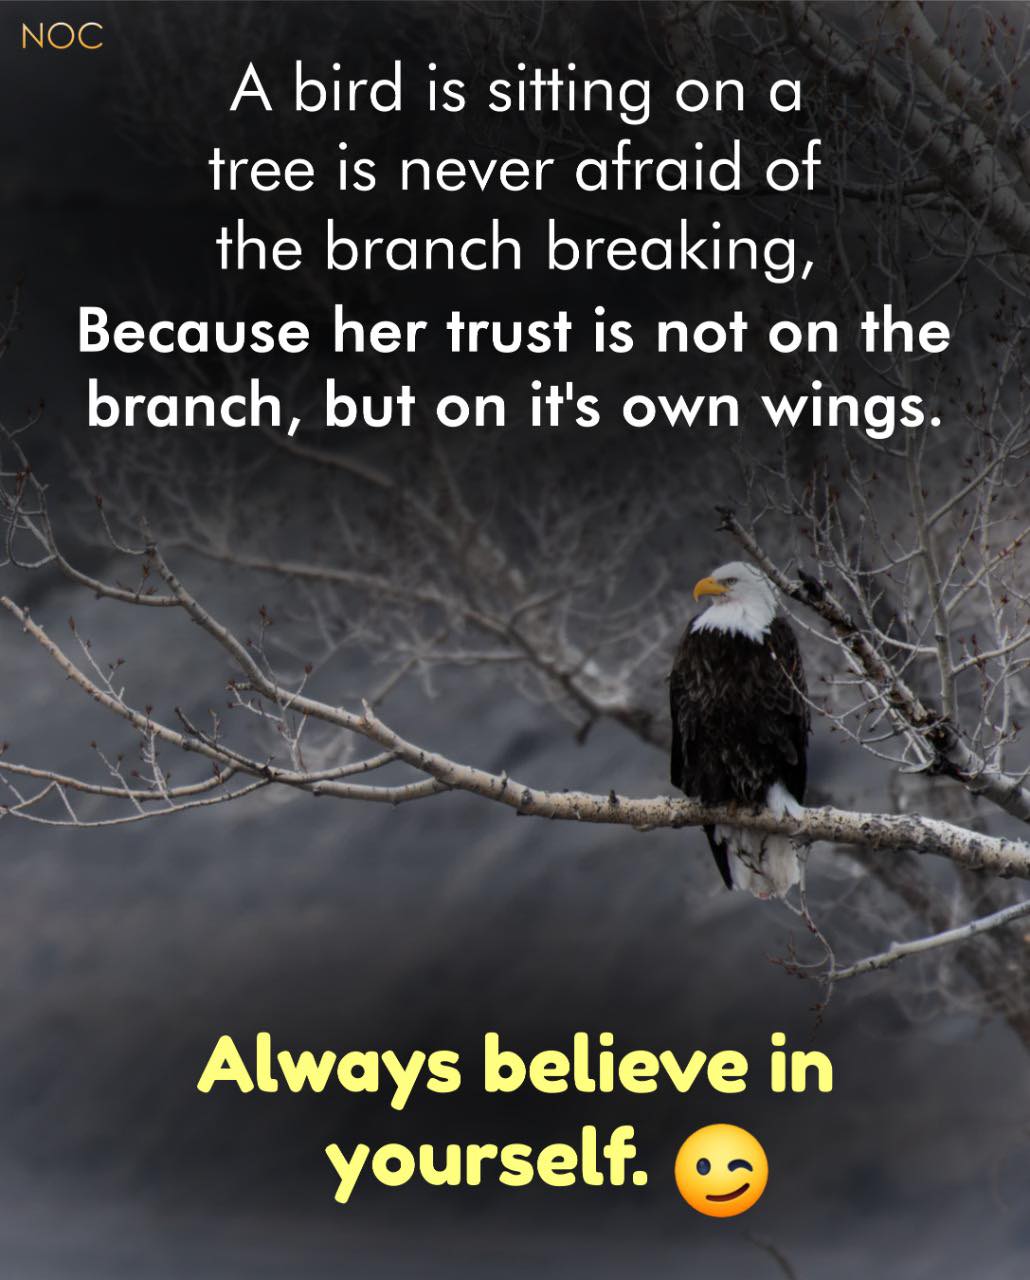 NOC
A bird is sitting on a
tree is never afraid of
the branch breaking,
Because her trust is not on the
branch, but on it's own wings.
Always believe in
yourself. 😉